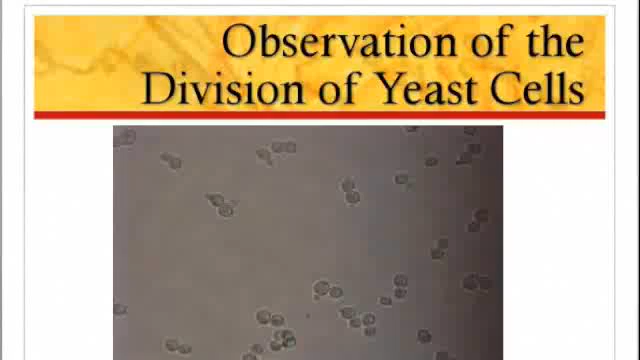 Observation of the
Division of Yeast Cells